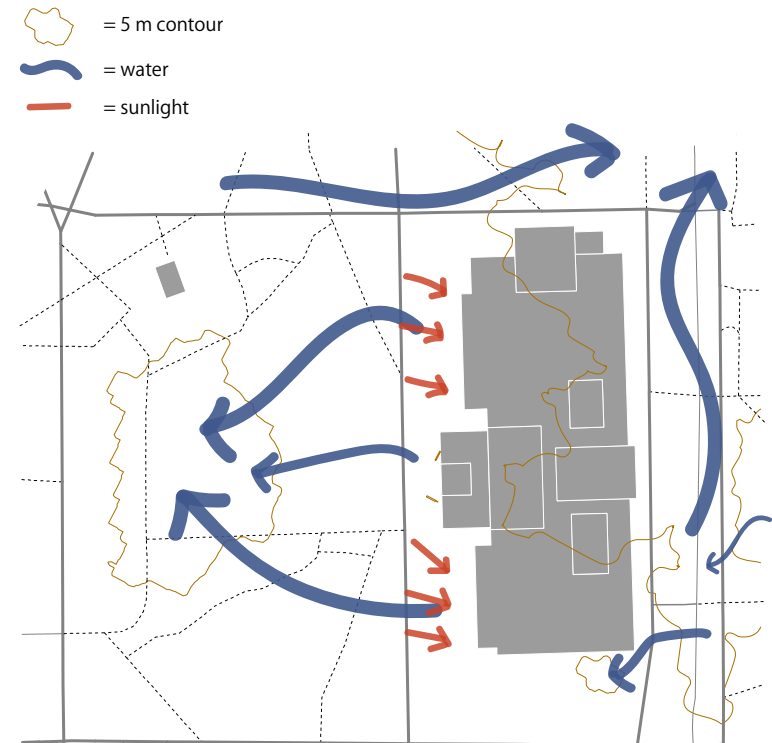 = 5 m contour
= water
= sunlight